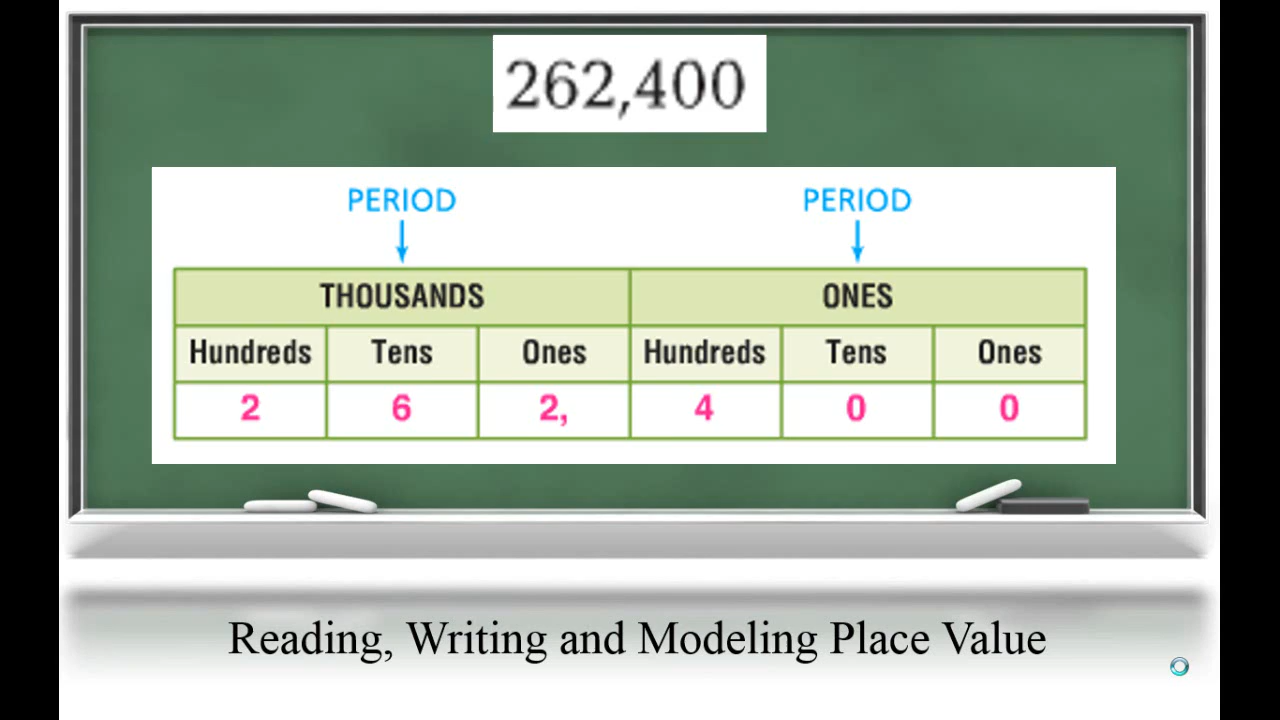 262,400
PERIOD PERIOD
THOUSANDS ONES
Hundreds Tens Ones Hundreds Tens Ones
2 6 2, 4 0 0
Reading, Writing and Modeling Place Value